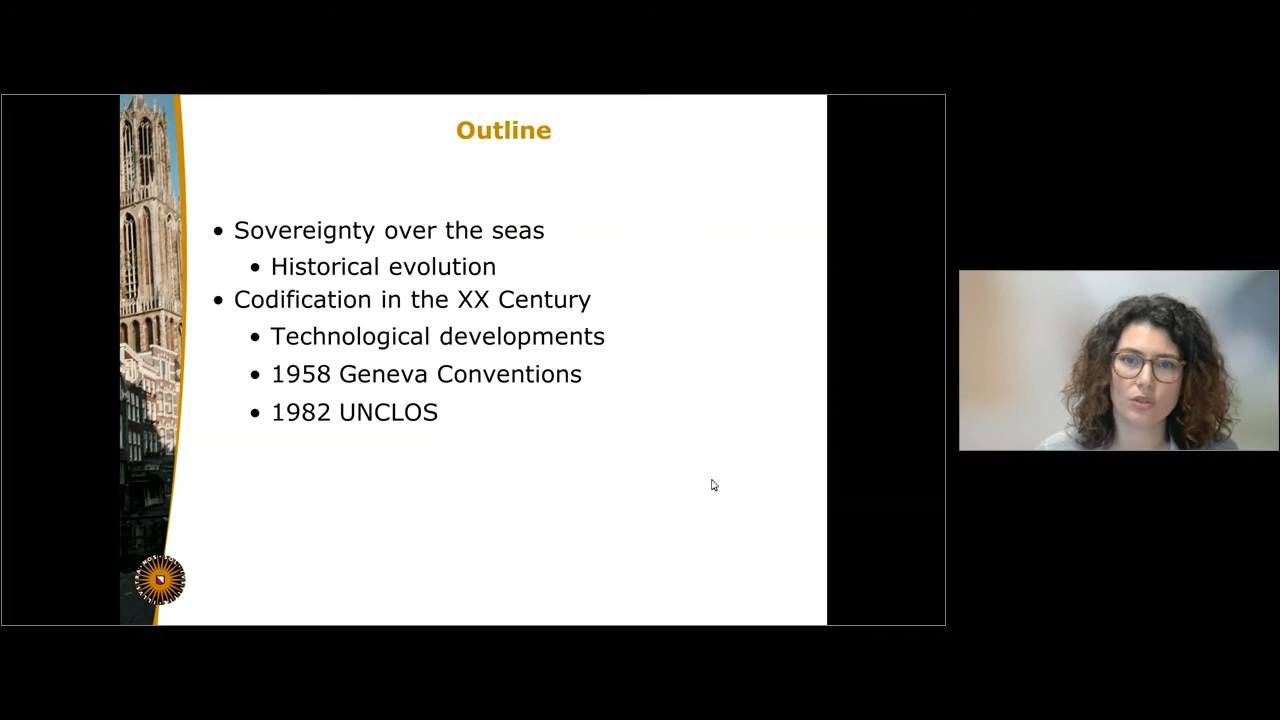 Outline
• Sovereignty over the seas
• Historical evolution
• Codification in the XX Century
• Technological developments
• 1958 Geneva Conventions
• 1982 UNCLOS